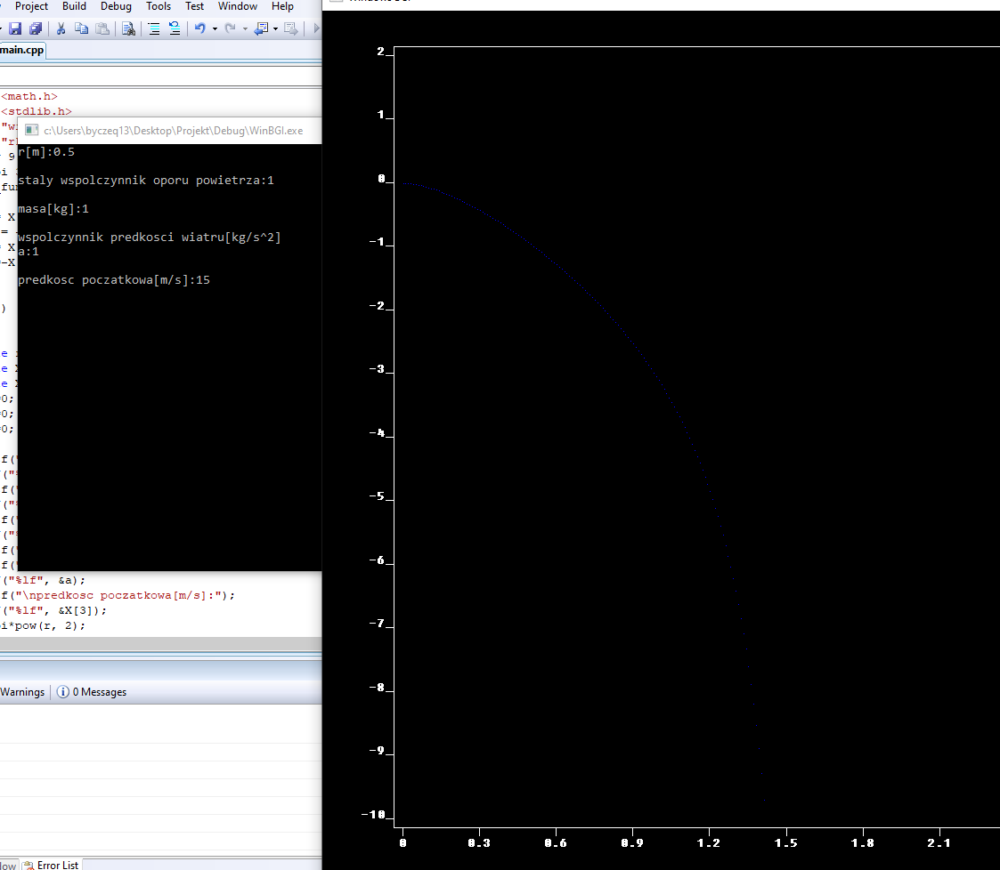 Project Build Debug Tools Test Window Help
main.cpp
<math.h>
<stdlib.h>
"wi
"rl
c:\Users\byczeq13\Desktop\Projekt\Debug\WinBGI.exe
r[m]:0.5
staly wspolczynnik oporu powietrza:1
masa[kg]:1
wspolczynnik predkosci wiatru[kg/s^2]
a:1
predkosc poczatkowa[m/s]:15
9
i
fun
X
=
X
=-X
)
e
e X
e X
=0;
=0;
=0;
f("
("%
f("
("%
f("
("%
f("
f("
("%lf", &a);
f("\npredkosc poczatkowa[m/s]:");
("%lf", &X[3]);
i*pow(r, 2);
Warnings 0 Messages
Error List
2
1
0
-1
-2
-3
-4
-5
-6
-7
-8
-9
-10
0 0.3 0.6 0.9 1.2 1.5 1.8 2.1